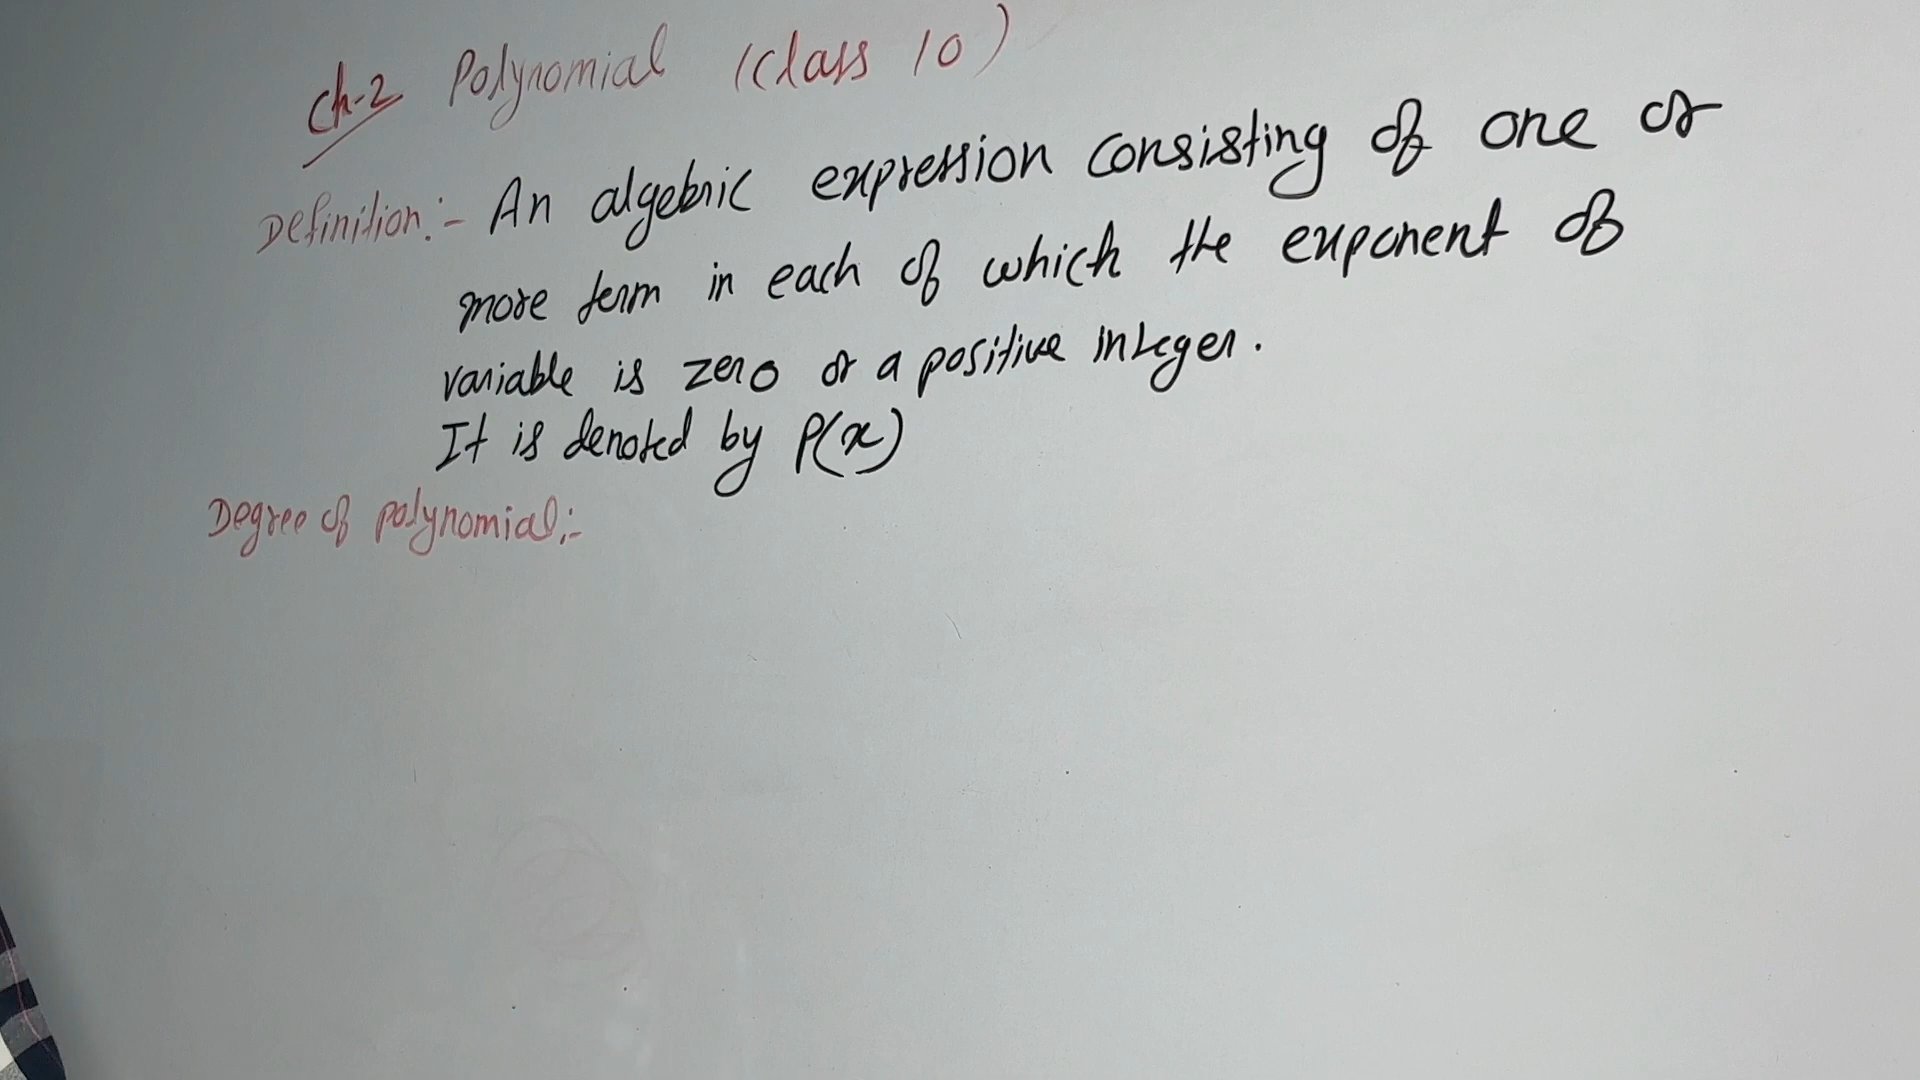 Ch-2 Polynomial (Class 10)
Definition:- An algebric expression consisting of one or
more term in each of which the exponent of
variable is zero or a positive integer.
It is denoted by P(x)
Degree of polynomial:-